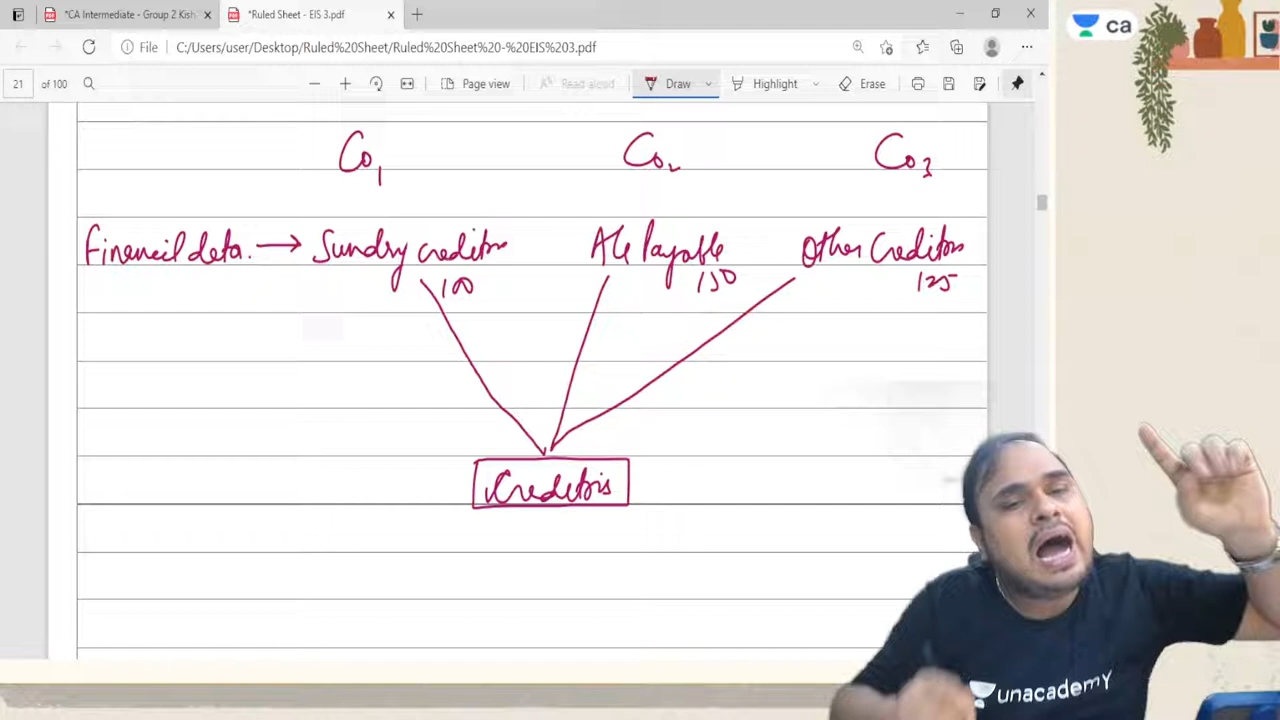 *CA Intermediate - Group 2 Kish
*Ruled Sheet - EIS 3.pdf
File
C:/Users/user/Desktop/Ruled%20Sheet/Ruled%20Sheet%20-%20EIS%203.pdf
21 of 100
Page view
Read aloud
Draw
Highlight
Erase
ca
Co1 Co2 Co3
Financial data. → Sundry creditors A/c Payable Other Creditors
100 150 125
Creditors
unacademy